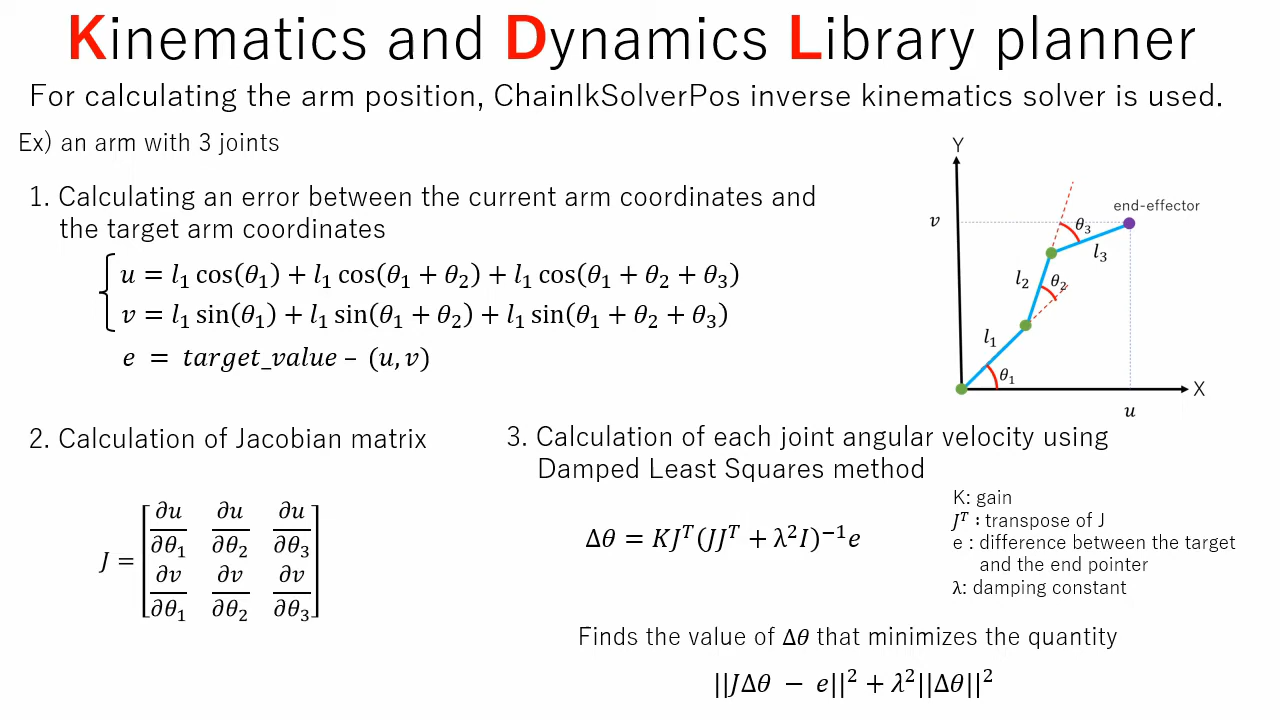 Kinematics and Dynamics Library planner
For calculating the arm position, ChainIkSolverPos inverse kinematics solver is used.
Ex) an arm with 3 joints
1. Calculating an error between the current arm coordinates and
the target arm coordinates
u = l₁ cos(θ₁) + l₁ cos(θ₁ + θ₂) + l₁ cos(θ₁ + θ₂ + θ₃)
v = l₁ sin(θ₁) + l₁ sin(θ₁ + θ₂) + l₁ sin(θ₁ + θ₂ + θ₃)
e = target_value – (u, v)
Y
end-effector
v
θ₃
l₃
l₂
θ₂
l₁
θ₁
X
u
2. Calculation of Jacobian matrix
J = [∂u/∂θ₁ ∂u/∂θ₂ ∂u/∂θ₃
∂v/∂θ₁ ∂v/∂θ₂ ∂v/∂θ₃]
3. Calculation of each joint angular velocity using
Damped Least Squares method
Δθ = KJᵀ(JJᵀ + λ²I)⁻¹e
K: gain
Jᵀ : transpose of J
e : difference between the target
and the end pointer
λ: damping constant
Finds the value of Δθ that minimizes the quantity
||JΔθ − e||² + λ²||Δθ||²